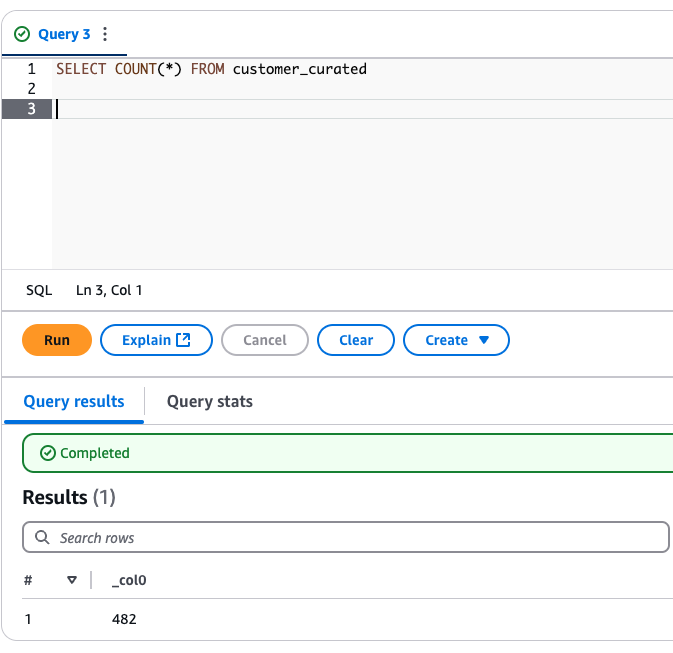 Query 3
1 SELECT COUNT(*) FROM customer_curated
2
3
SQL Ln 3, Col 1
Run Explain Cancel Clear Create
Query results Query stats
Completed
Results (1)
Search rows
# _col0
1 482